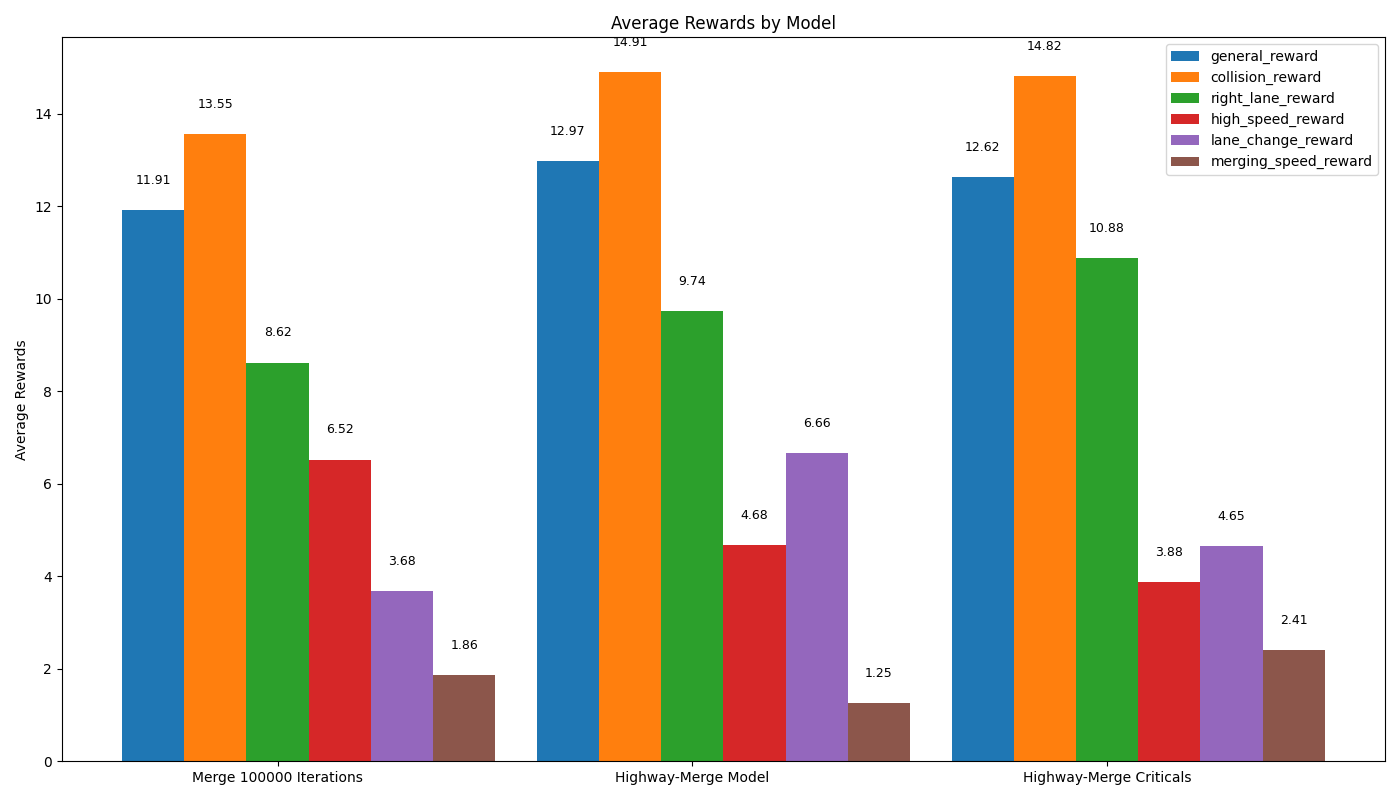 Average Rewards by Model
general_reward
collision_reward
right_lane_reward
high_speed_reward
lane_change_reward
merging_speed_reward
Average Rewards
14
12
10
8
6
4
2
0
11.91
13.55
8.62
6.52
3.68
1.86
12.97
14.91
9.74
4.68
6.66
1.25
12.62
14.82
10.88
3.88
4.65
2.41
Merge 100000 Iterations
Highway-Merge Model
Highway-Merge Criticals